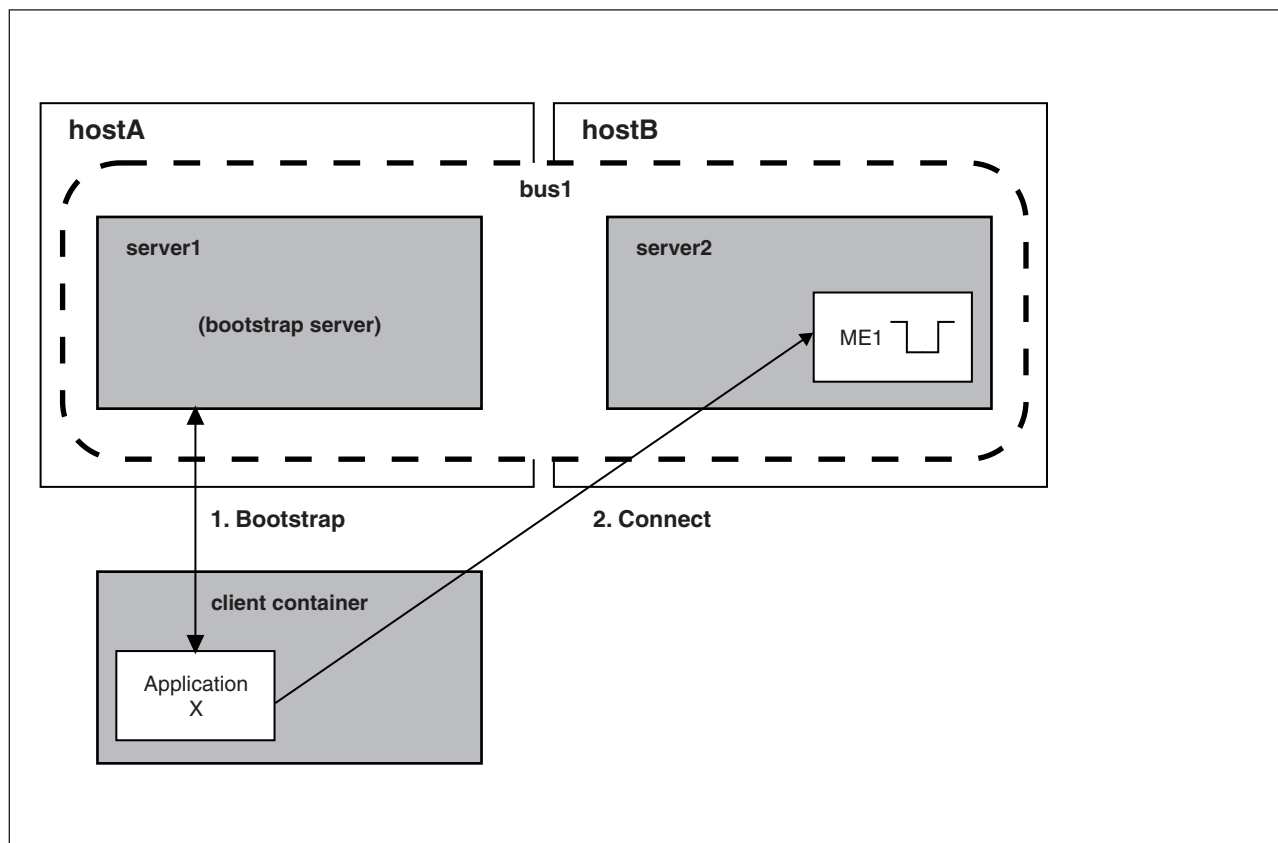 hostA
hostB
bus1
server1
(bootstrap server)
server2
ME1
1. Bootstrap
2. Connect
client container
Application
X